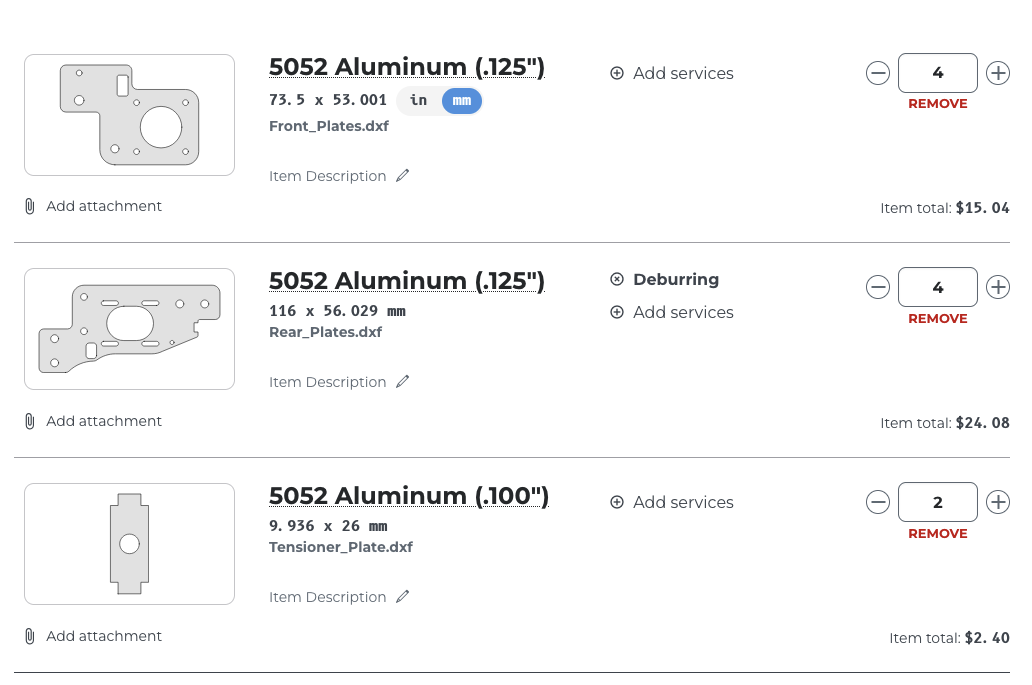 5052 Aluminum (.125")
73.5 x 53.001 in mm
Front_Plates.dxf
Item Description
Add services
4
REMOVE
Add attachment
Item total: $15.04
5052 Aluminum (.125")
116 x 56.029 mm
Rear_Plates.dxf
Item Description
Deburring
Add services
4
REMOVE
Add attachment
Item total: $24.08
5052 Aluminum (.100")
9.936 x 26 mm
Tensioner_Plate.dxf
Item Description
Add services
2
REMOVE
Add attachment
Item total: $2.40